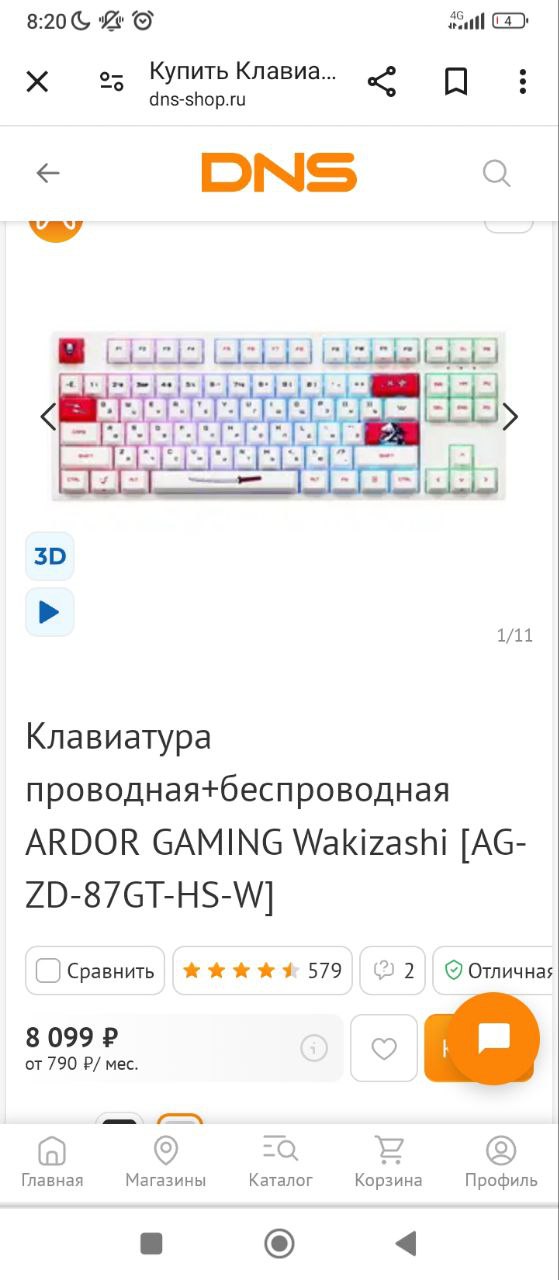 8:20
4G
4
Купить Клавиа...
dns-shop.ru
DNS
3D
1/11
Клавиатура
проводная+беспроводная
ARDOR GAMING Wakizashi [AG-
ZD-87GT-HS-W]
Сравнить
579
2
Отличная
8 099 ₽
от 790 ₽/ мес.
Главная
Магазины
Каталог
Корзина
Профиль